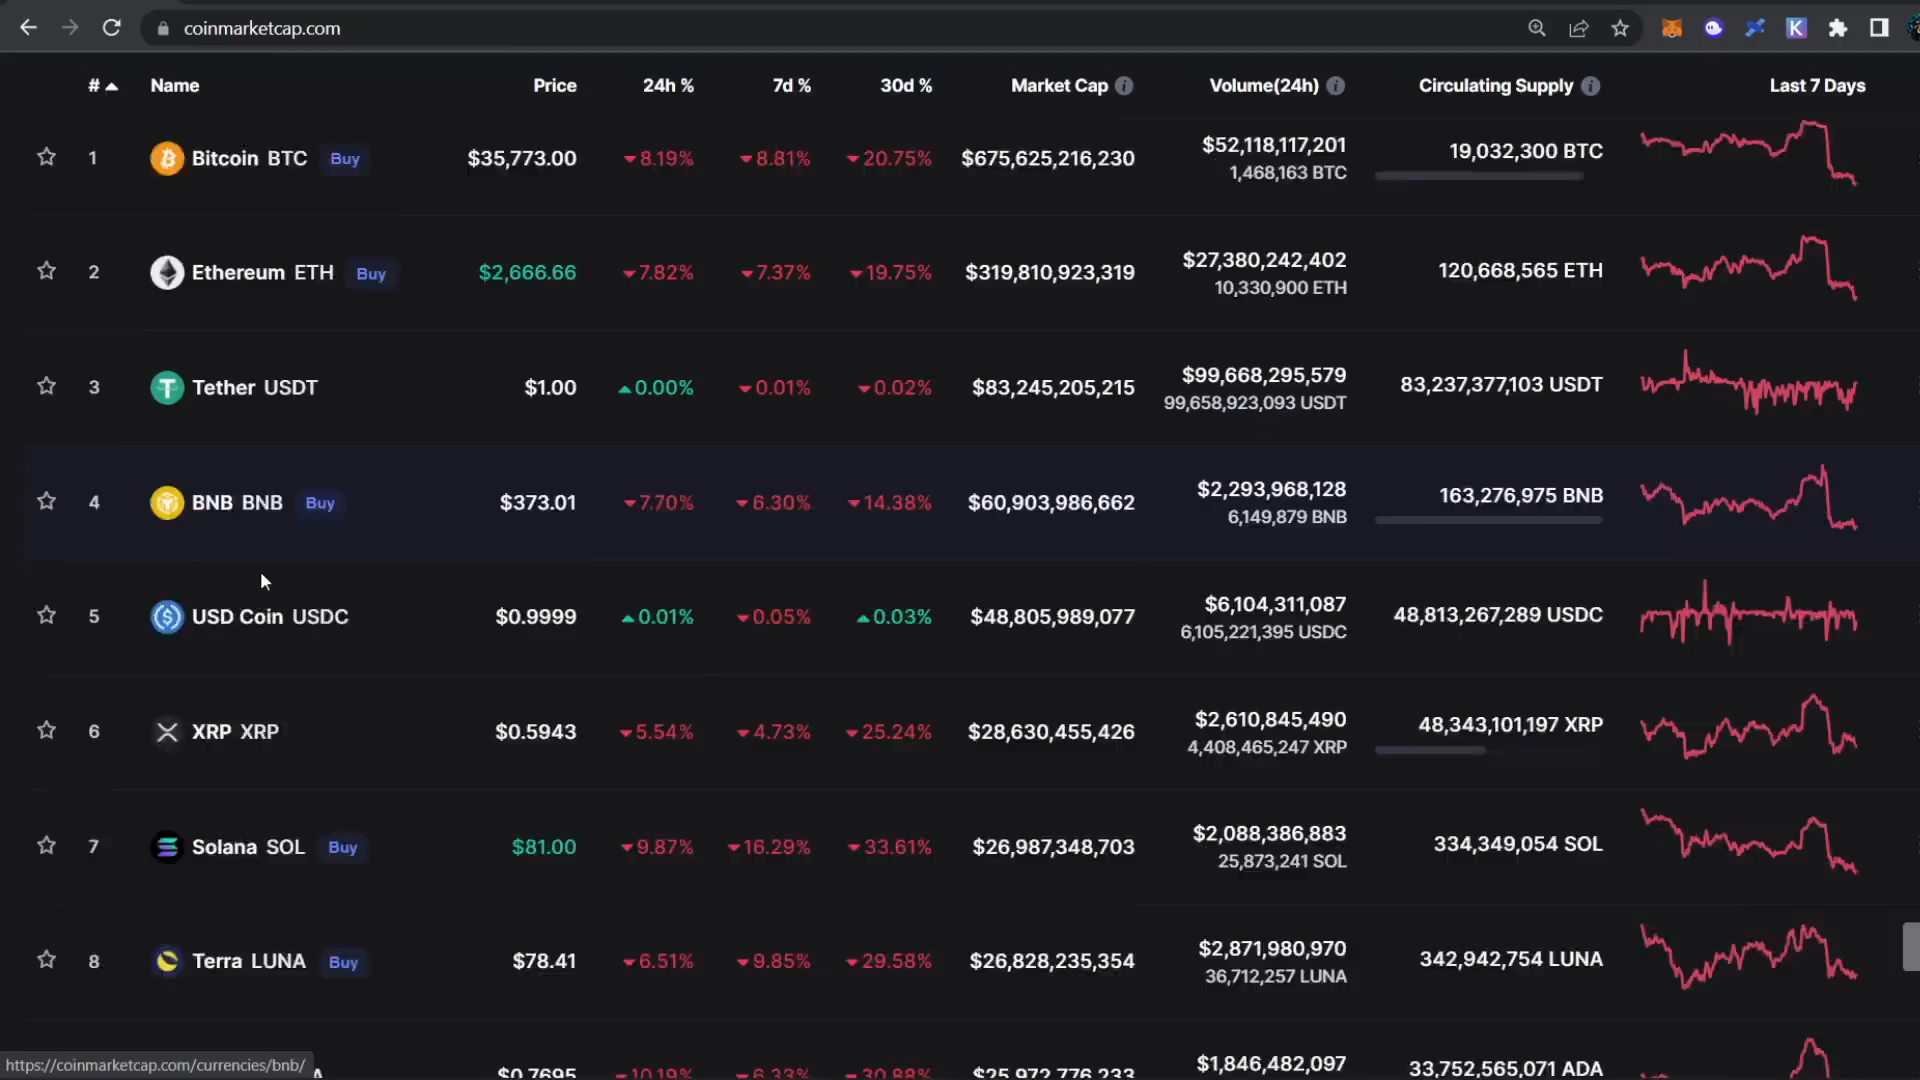 coinmarketcap.com
# Name Price 24h % 7d % 30d % Market Cap Volume(24h) Circulating Supply Last 7 Days
1 Bitcoin BTC Buy $35,773.00 8.19% 8.81% 20.75% $675,625,216,230 $52,118,117,201 19,032,300 BTC
1,468,163 BTC
2 Ethereum ETH Buy $2,666.66 7.82% 7.37% 19.75% $319,810,923,319 $27,380,242,402 120,668,565 ETH
10,330,900 ETH
3 Tether USDT $1.00 0.00% 0.01% 0.02% $83,245,205,215 $99,668,295,579 83,237,377,103 USDT
99,658,923,093 USDT
4 BNB BNB Buy $373.01 7.70% 6.30% 14.38% $60,903,986,662 $2,293,968,128 163,276,975 BNB
6,149,879 BNB
5 USD Coin USDC $0.9999 0.01% 0.05% 0.03% $48,805,989,077 $6,104,311,087 48,813,267,289 USDC
6,105,221,395 USDC
6 XRP XRP $0.5943 5.54% 4.73% 25.24% $28,630,455,426 $2,610,845,490 48,343,101,197 XRP
4,408,465,247 XRP
7 Solana SOL Buy $81.00 9.87% 16.29% 33.61% $26,987,348,703 $2,088,386,883 334,349,054 SOL
25,873,241 SOL
8 Terra LUNA Buy $78.41 6.51% 9.85% 29.58% $26,828,235,354 $2,871,980,970 342,942,754 LUNA
36,712,257 LUNA
$0.7695 10.19% 6.33% 30.88% $25,972,776,233 $1,846,482,097 33,752,565,071 ADA
https://coinmarketcap.com/currencies/bnb/